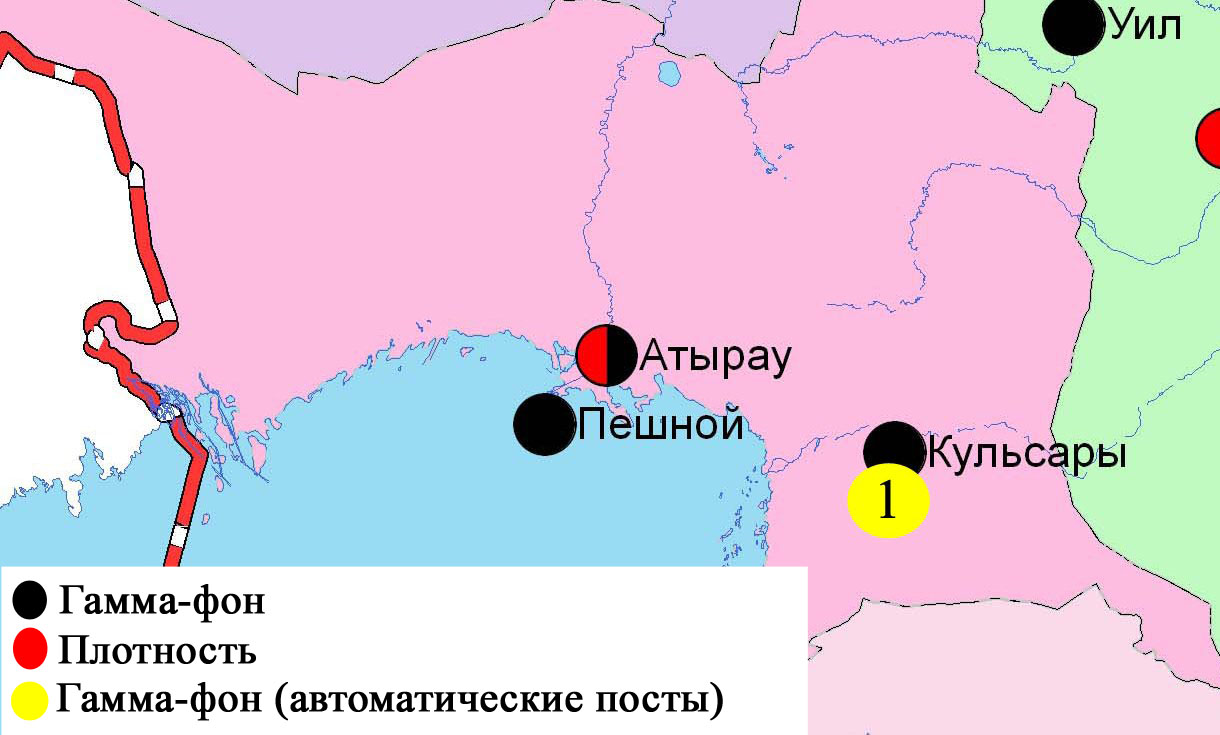 Уил
Атырау
Пешной
Кульсары
1
Гамма-фон
Плотность
Гамма-фон (автоматические посты)